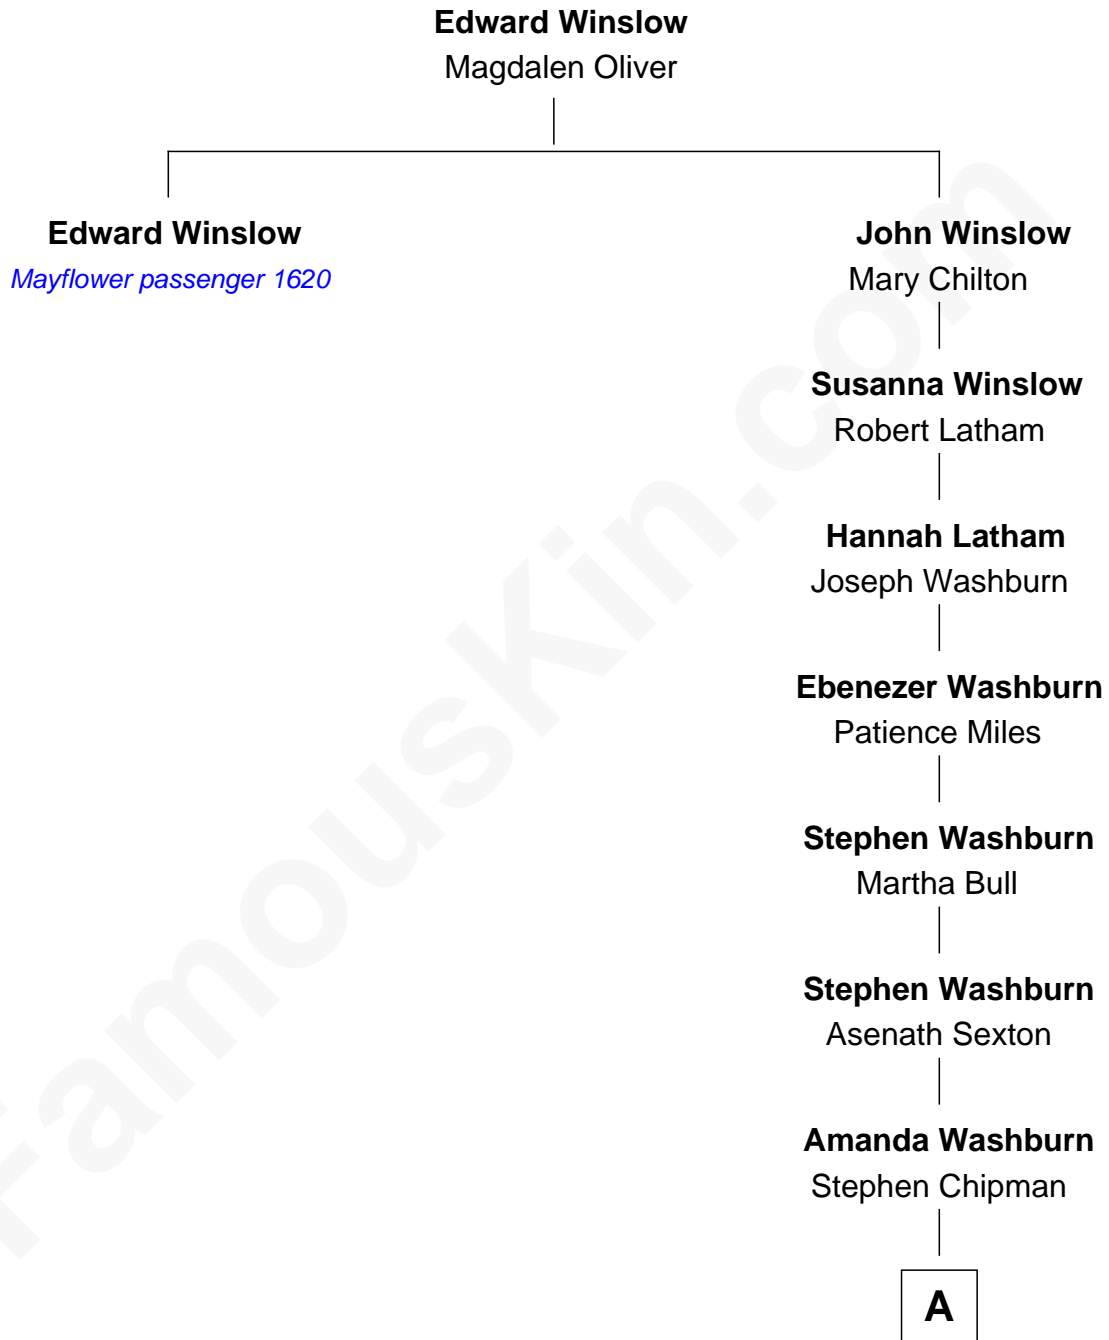 Edward Winslow
Magdalen Oliver
Edward Winslow
Mayflower passenger 1620
John Winslow
Mary Chilton
Susanna Winslow
Robert Latham
Hannah Latham
Joseph Washburn
Ebenezer Washburn
Patience Miles
Stephen Washburn
Martha Bull
Stephen Washburn
Asenath Sexton
Amanda Washburn
Stephen Chipman
A
FamousKin.com